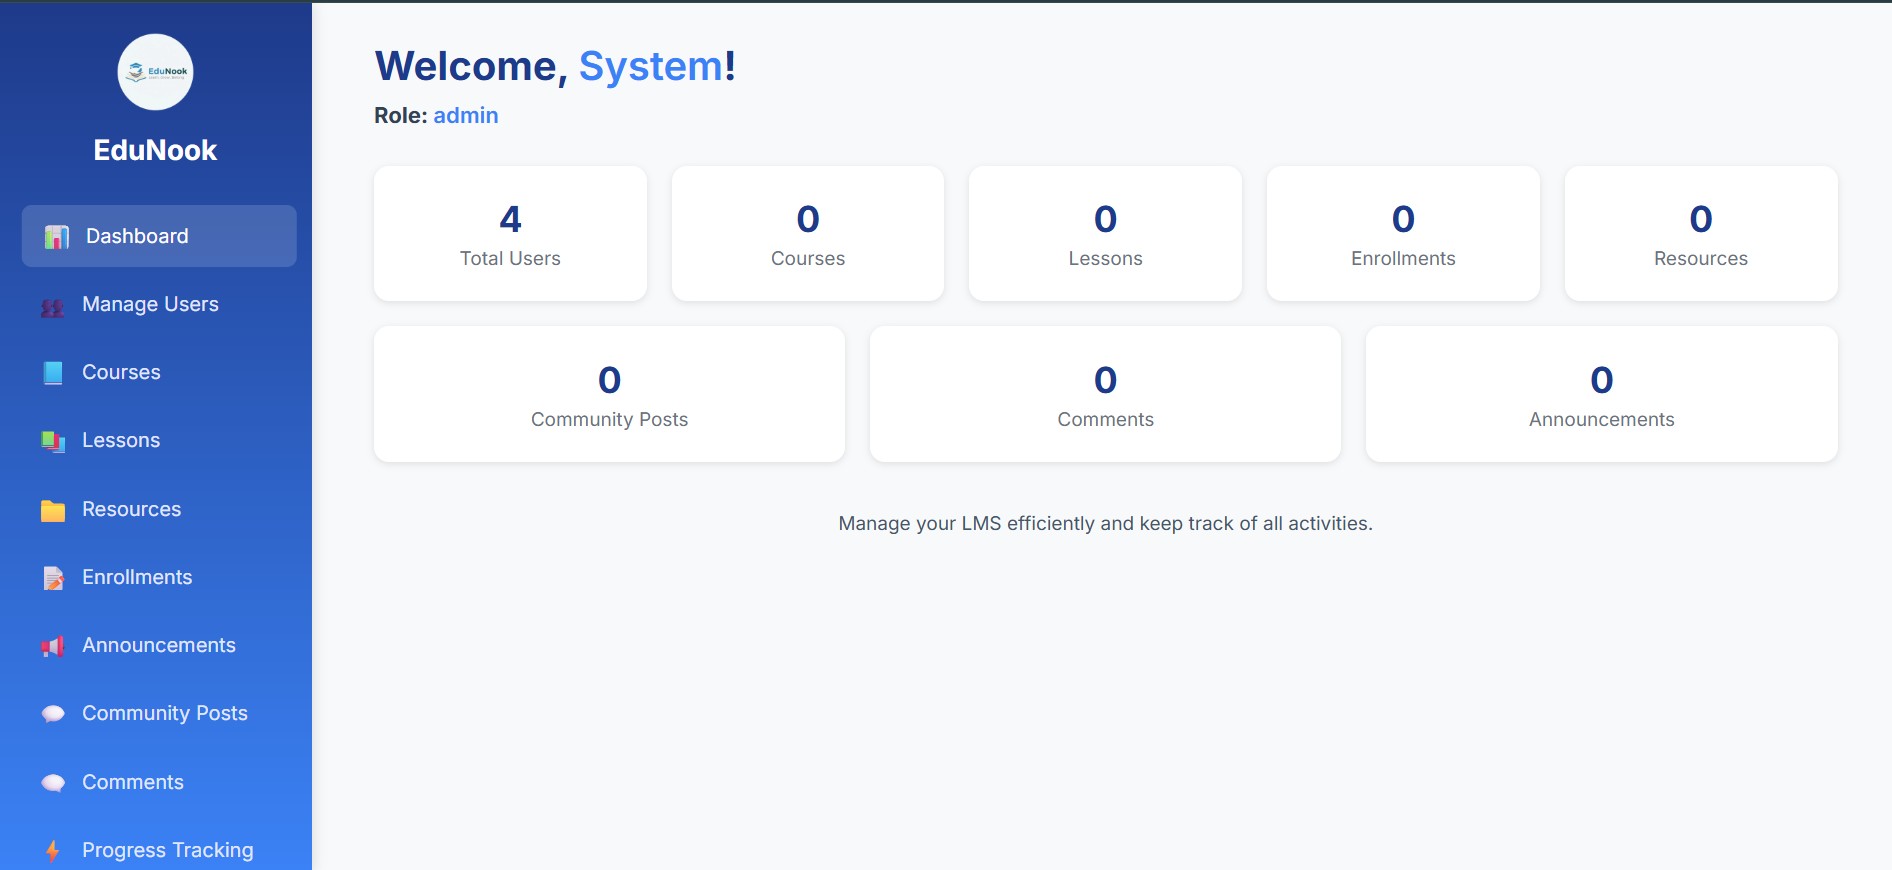 EduNook
EduNook
Dashboard
Manage Users
Courses
Lessons
Resources
Enrollments
Announcements
Community Posts
Comments
Progress Tracking
Welcome, System!
Role: admin
4
Total Users
0
Courses
0
Lessons
0
Enrollments
0
Resources
0
Community Posts
0
Comments
0
Announcements
Manage your LMS efficiently and keep track of all activities.